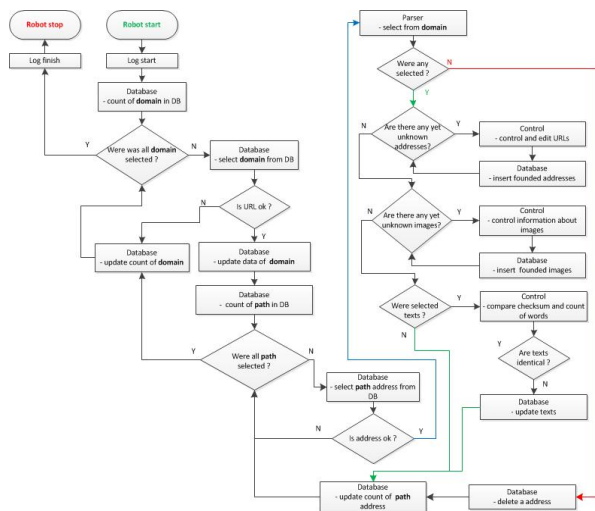 Robot stop
Robot start
Log finish
Log start
Database
- count of domain in DB
Y
Were was all domain
selected ?
N
Database
- select domain from DB
N
Is URL ok ?
Y
Database
- update count of domain
Database
- update data of domain
Database
- count of path in DB
Y
Were all path
selected ?
N
Database
- select path address from
DB
N
Is address ok ?
Y
Database
- update count of path
address
Parser
- select from domain
Were any
selected ?
N
Y
N
Are there any yet
unknown
addresses?
Y
Control
- control and edit URLs
Database
- insert founded addresses
N
Are there any yet
unknown images?
Y
Control
- control information about
images
Database
- insert founded images
N
Were selected
texts ?
Y
Control
- compare checksum and count
of words
N
Y
Are texts
identical ?
N
Database
- update texts
Database
- delete a address